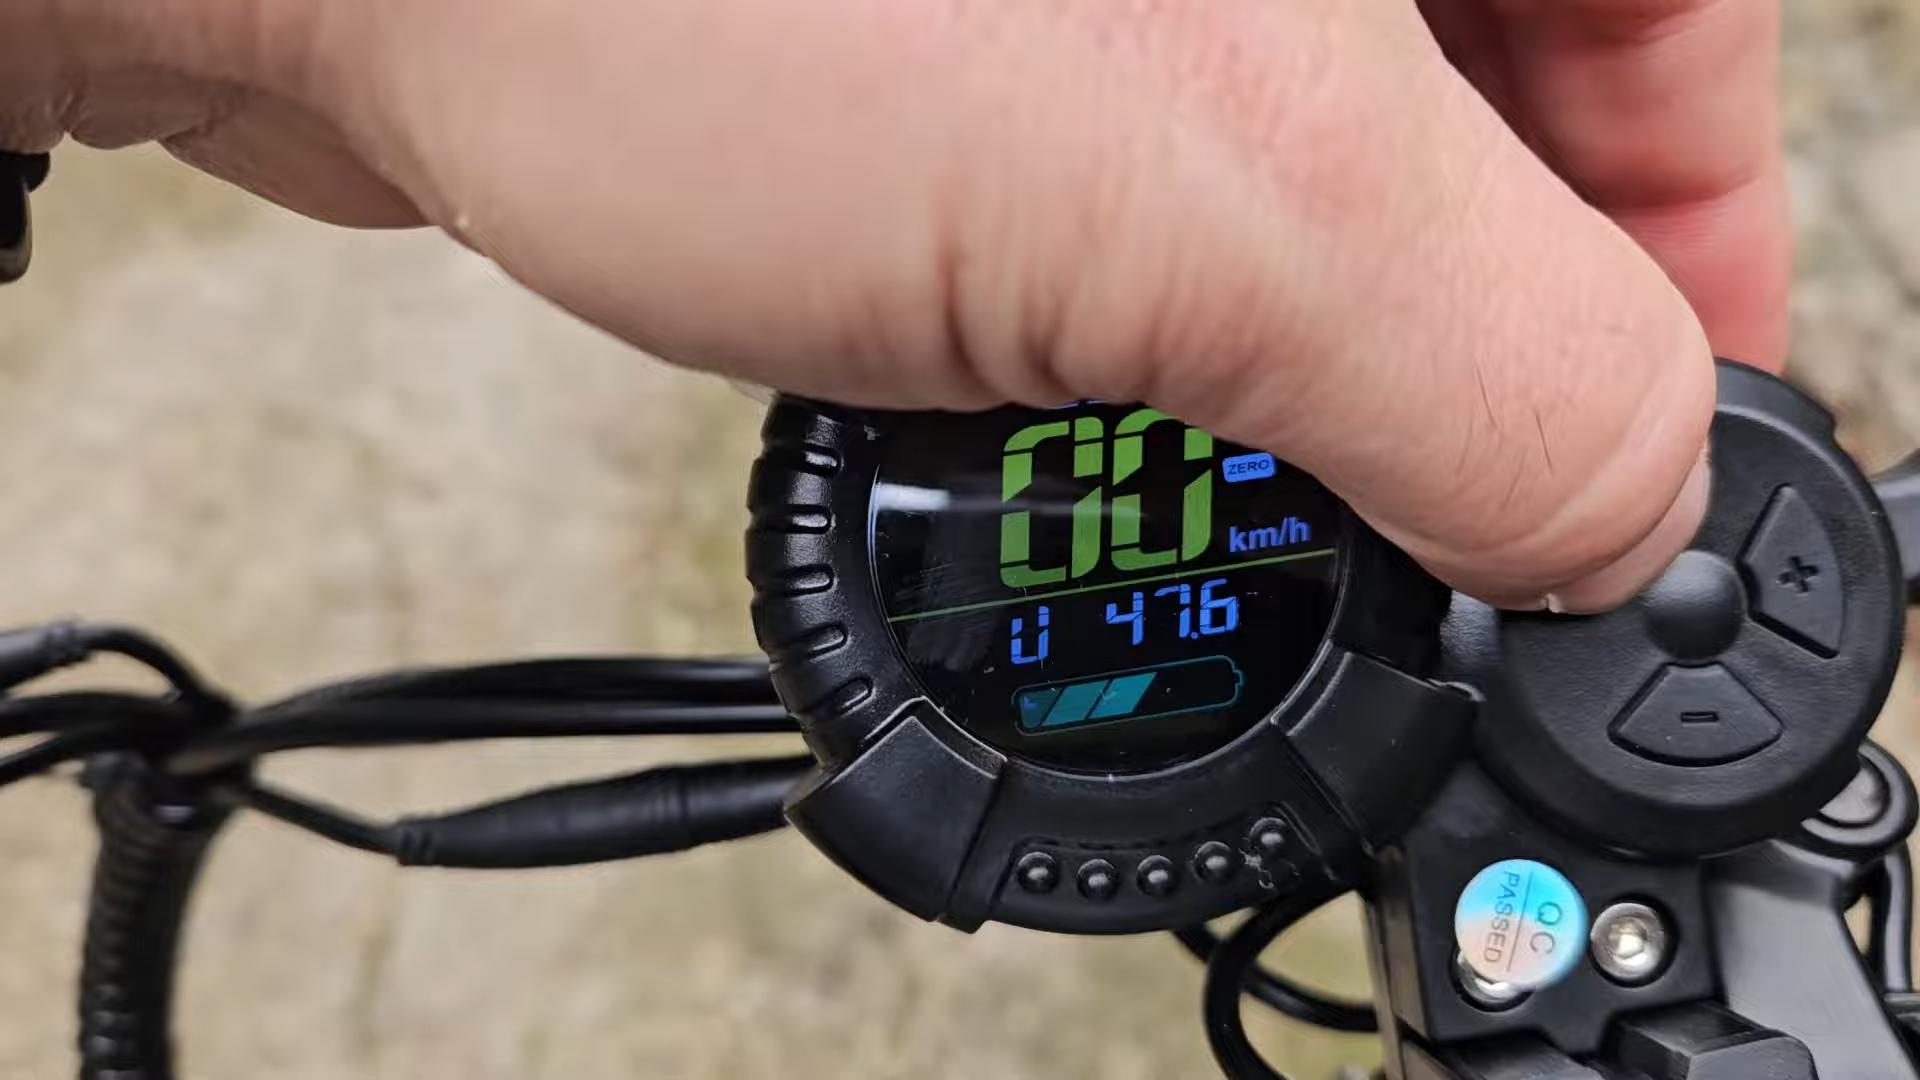 00
ZERO
km/h
U 47.6
+
-
QC
PASSED